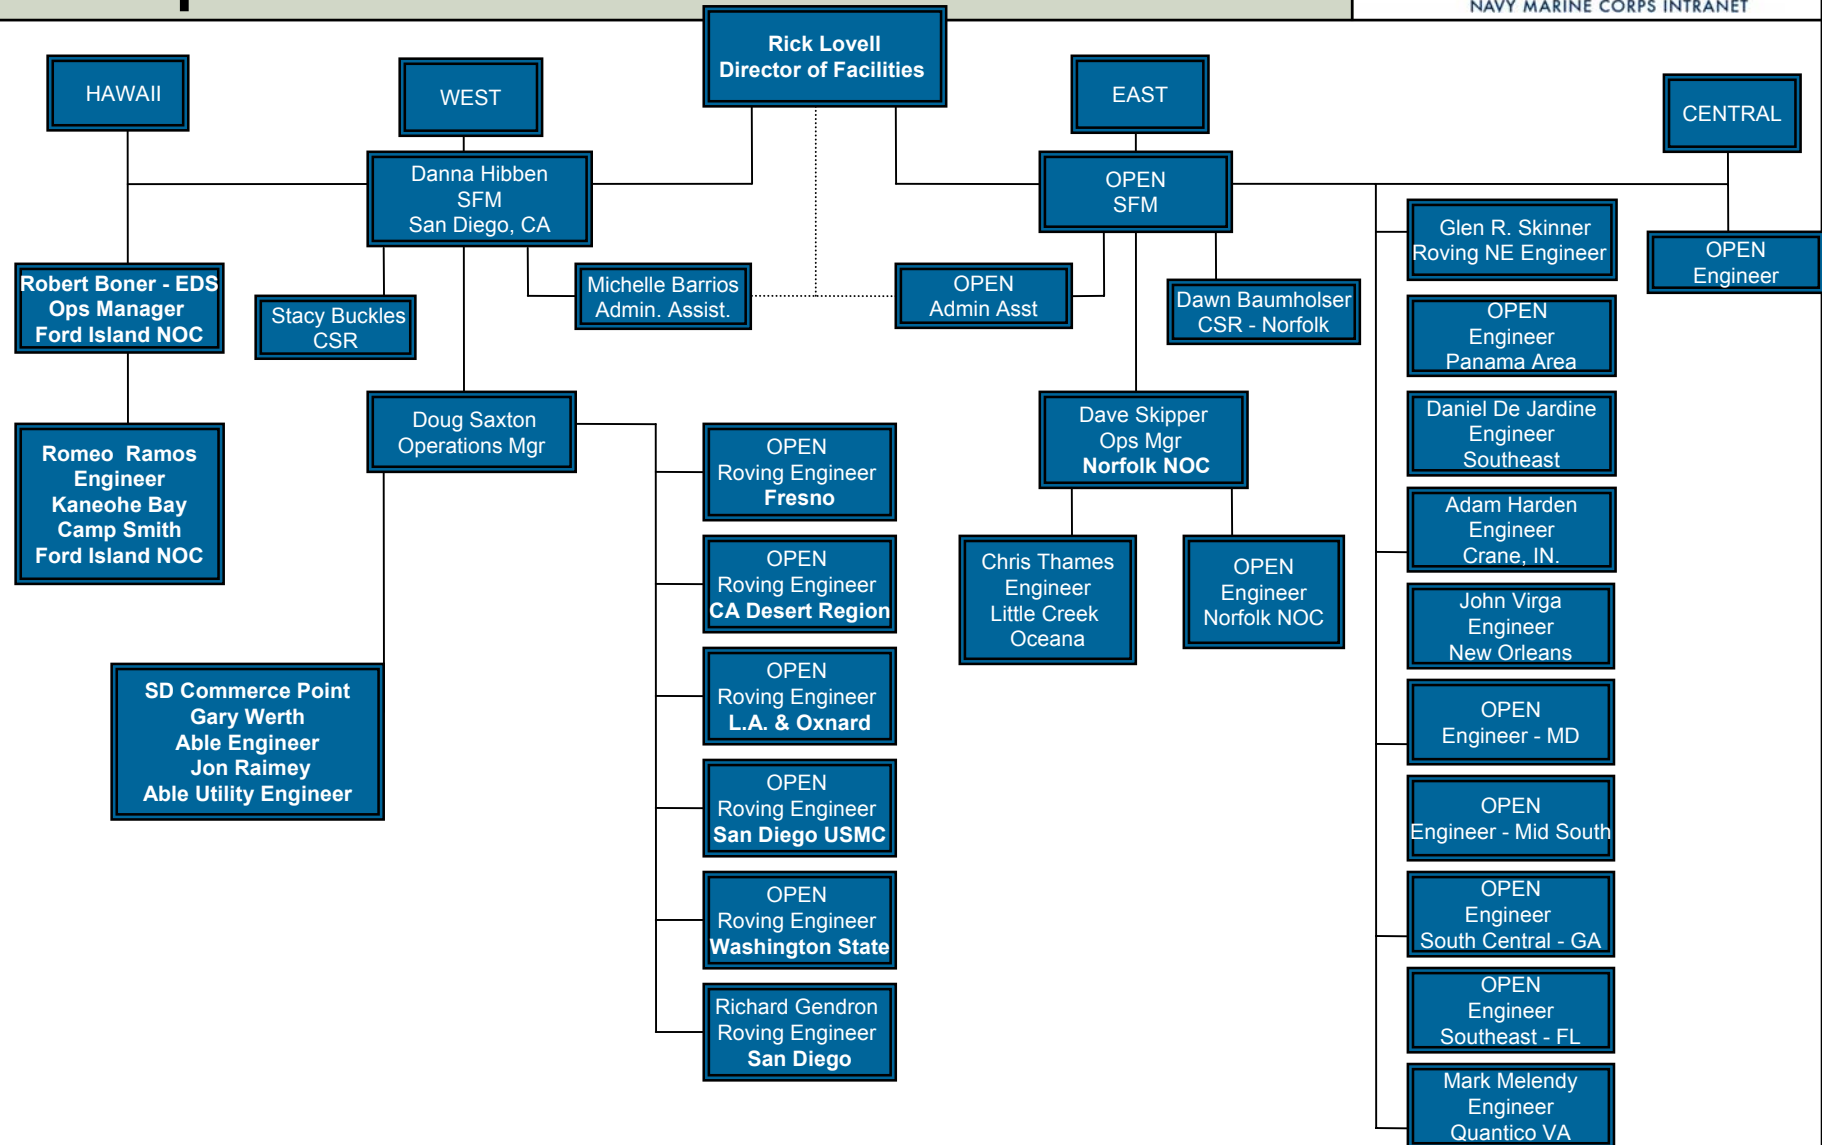 NAVY MARINE CORPS INTRANET
Rick Lovell
Director of Facilities
HAWAII
WEST
EAST
CENTRAL
Danna Hibben
SFM
San Diego, CA
OPEN
SFM
Robert Boner - EDS
Ops Manager
Ford Island NOC
Stacy Buckles
CSR
Michelle Barrios
Admin. Assist.
OPEN
Admin Asst
Dawn Baumholser
CSR - Norfolk
Glen R. Skinner
Roving NE Engineer
OPEN
Engineer
OPEN
Engineer
Panama Area
Romeo Ramos
Engineer
Kaneohe Bay
Camp Smith
Ford Island NOC
Doug Saxton
Operations Mgr
Dave Skipper
Ops Mgr
Norfolk NOC
Daniel De Jardine
Engineer
Southeast
OPEN
Roving Engineer
Fresno
Adam Harden
Engineer
Crane, IN.
OPEN
Roving Engineer
CA Desert Region
Chris Thames
Engineer
Little Creek
Oceana
OPEN
Engineer
Norfolk NOC
John Virga
Engineer
New Orleans
SD Commerce Point
Gary Werth
Able Engineer
Jon Raimey
Able Utility Engineer
OPEN
Roving Engineer
L.A. & Oxnard
OPEN
Engineer - MD
OPEN
Roving Engineer
San Diego USMC
OPEN
Engineer - Mid South
OPEN
Roving Engineer
Washington State
OPEN
Engineer
South Central - GA
OPEN
Engineer
Southeast - FL
Richard Gendron
Roving Engineer
San Diego
Mark Melendy
Engineer
Quantico VA